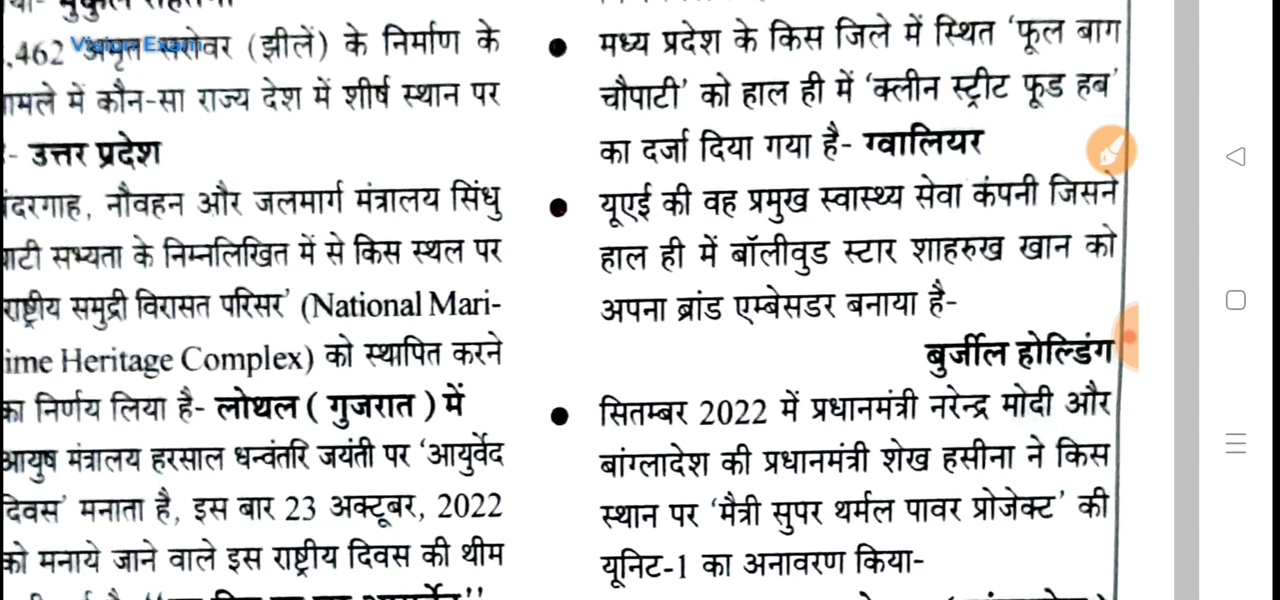 ,462 अमृत सरोवर (झीलें) के निर्माण के
Vision Exam
ामले में कौन-सा राज्य देश में शीर्ष स्थान पर
- उत्तर प्रदेश
ंदरगाह, नौवहन और जलमार्ग मंत्रालय सिंधु
ाटी सभ्यता के निम्नलिखित में से किस स्थल पर
राष्ट्रीय समुद्री विरासत परिसर’ (National Mari-
ime Heritage Complex) को स्थापित करने
का निर्णय लिया है- लोथल ( गुजरात ) में
आयुष मंत्रालय हरसाल धन्वंतरि जयंती पर ‘आयुर्वेद
दिवस’ मनाता है, इस बार 23 अक्टूबर, 2022
को मनाये जाने वाले इस राष्ट्रीय दिवस की थीम
● मध्य प्रदेश के किस जिले में स्थित ‘फूल बाग
चौपाटी’ को हाल ही में ‘क्लीन स्ट्रीट फूड हब’
का दर्जा दिया गया है- ग्वालियर
● यूएई की वह प्रमुख स्वास्थ्य सेवा कंपनी जिसने
हाल ही में बॉलीवुड स्टार शाहरुख खान को
अपना ब्रांड एम्बेसडर बनाया है-
बुर्जील होल्डिंग
● सितम्बर 2022 में प्रधानमंत्री नरेन्द्र मोदी और
बांग्लादेश की प्रधानमंत्री शेख हसीना ने किस
स्थान पर ‘मैत्री सुपर थर्मल पावर प्रोजेक्ट’ की
यूनिट-1 का अनावरण किया-